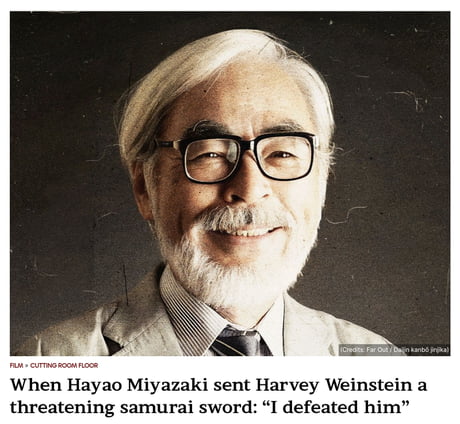 (Credits: Far Out / Daijin kanbō jinjika)
FILM » CUTTING ROOM FLOOR
When Hayao Miyazaki sent Harvey Weinstein a
threatening samurai sword: “I defeated him”